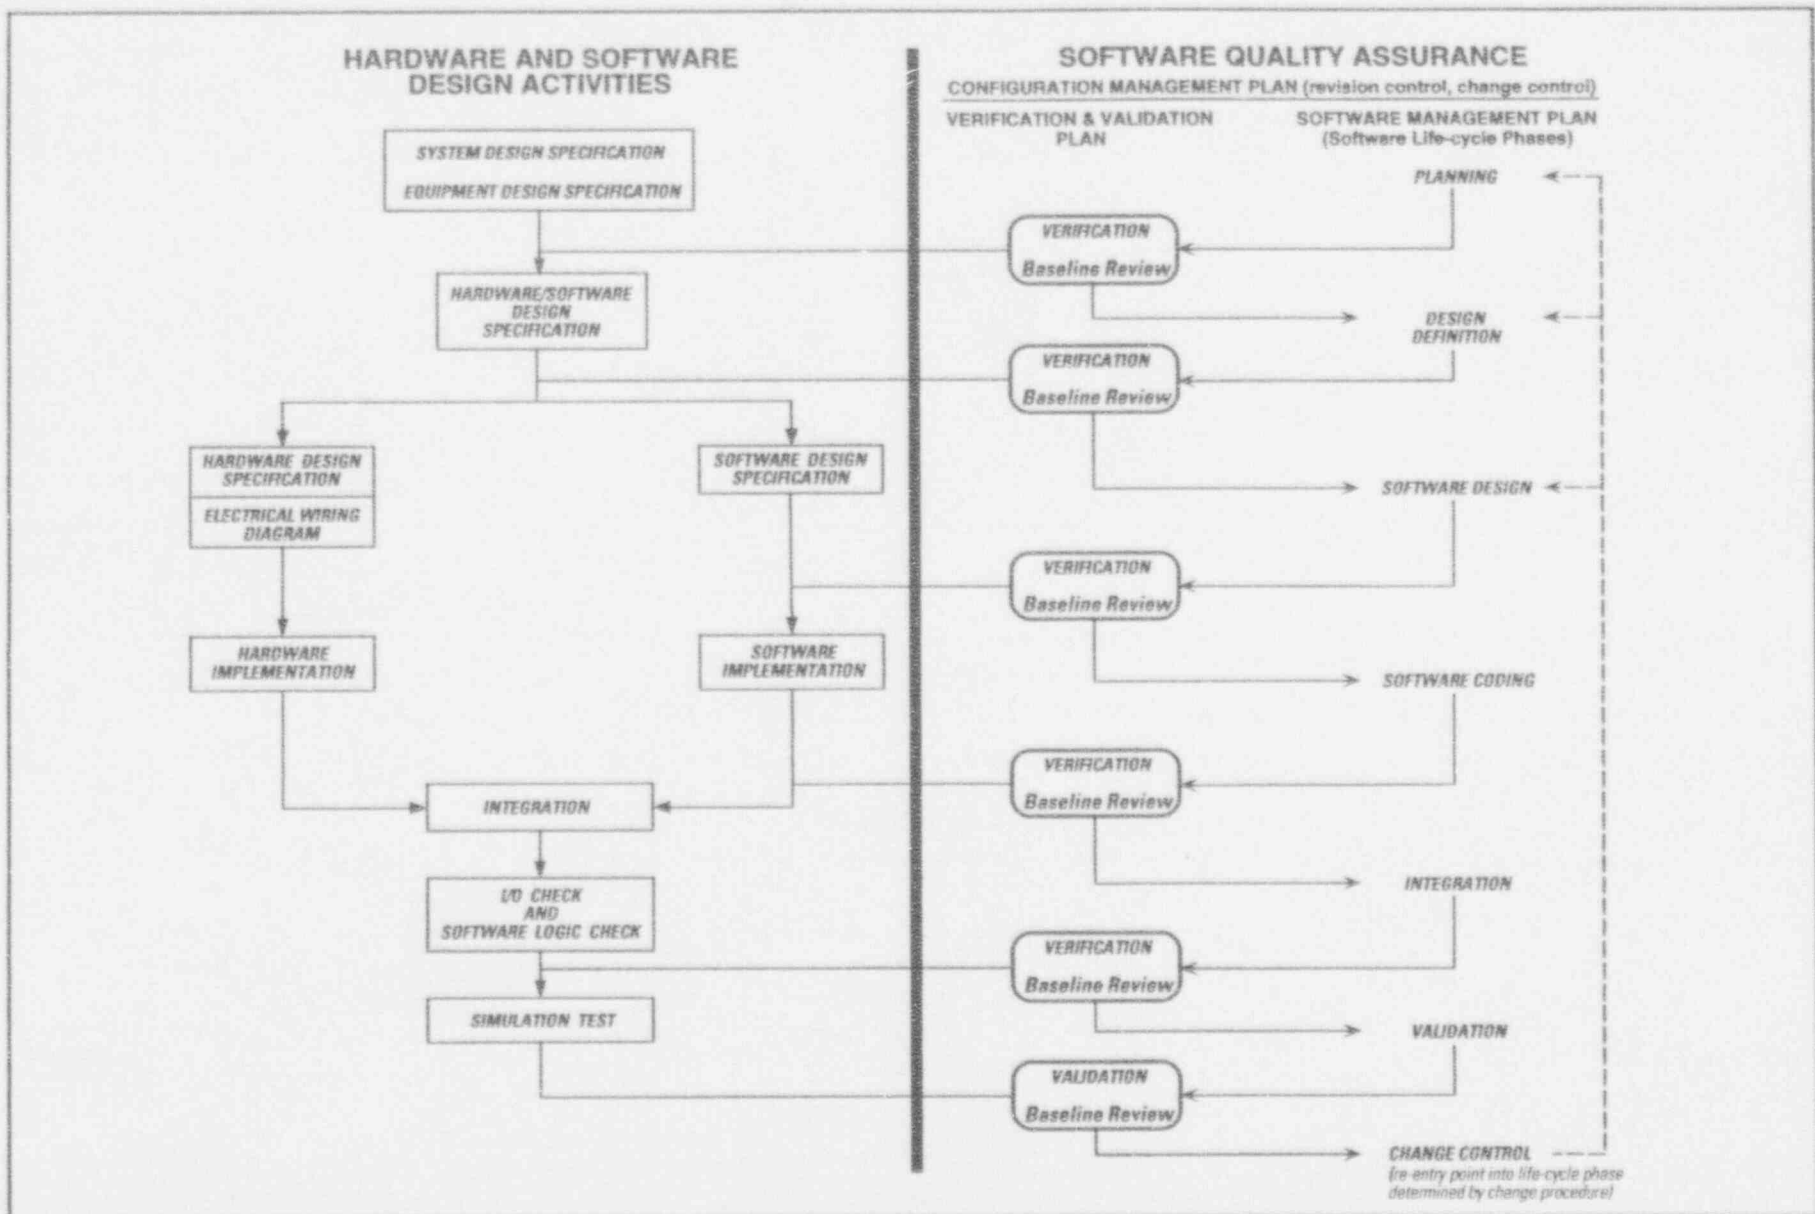 HARDWARE AND SOFTWARE
DESIGN ACTIVITIES
SYSTEM DESIGN SPECIFICATION
EQUIPMENT DESIGN SPECIFICATION
HARDWARE/SOFTWARE
DESIGN
SPECIFICATION
HARDWARE DESIGN
SPECIFICATION
ELECTRICAL WIRING
DIAGRAM
SOFTWARE DESIGN
SPECIFICATION
HARDWARE
IMPLEMENTATION
SOFTWARE
IMPLEMENTATION
INTEGRATION
I/O CHECK
AND
SOFTWARE LOGIC CHECK
SIMULATION TEST
SOFTWARE QUALITY ASSURANCE
CONFIGURATION MANAGEMENT PLAN (revision control, change control)
VERIFICATION & VALIDATION
PLAN
SOFTWARE MANAGEMENT PLAN
(Software Life-cycle Phases)
PLANNING
VERIFICATION
Baseline Review
DESIGN
DEFINITION
VERIFICATION
Baseline Review
SOFTWARE DESIGN
VERIFICATION
Baseline Review
SOFTWARE CODING
VERIFICATION
Baseline Review
INTEGRATION
VERIFICATION
Baseline Review
VALIDATION
VALIDATION
Baseline Review
CHANGE CONTROL
(re-entry point into life-cycle phase
determined by change procedure)